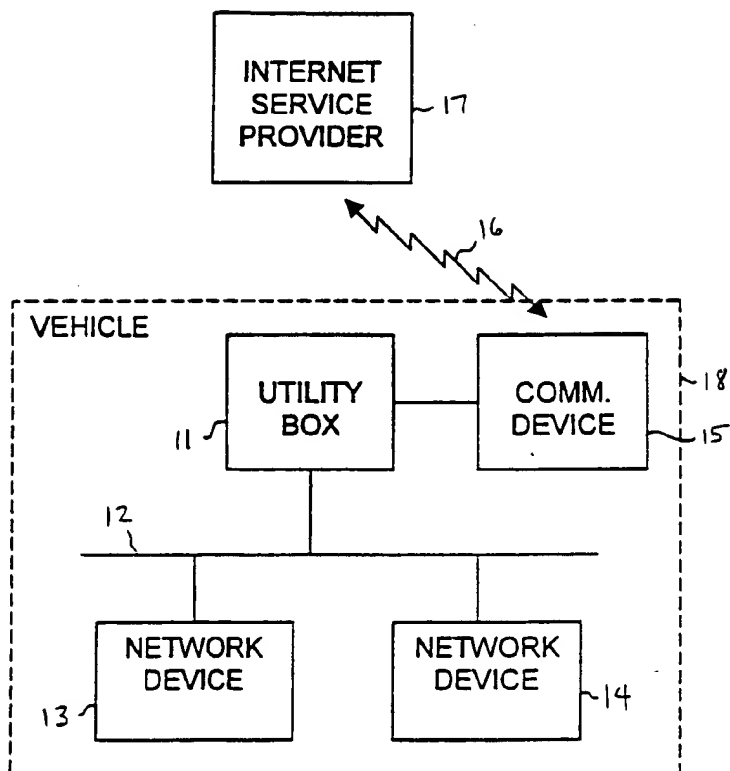 INTERNET
SERVICE
PROVIDER
17
16
VEHICLE
18
UTILITY
BOX
11
COMM.
DEVICE
15
12
NETWORK
DEVICE
13
NETWORK
DEVICE
14